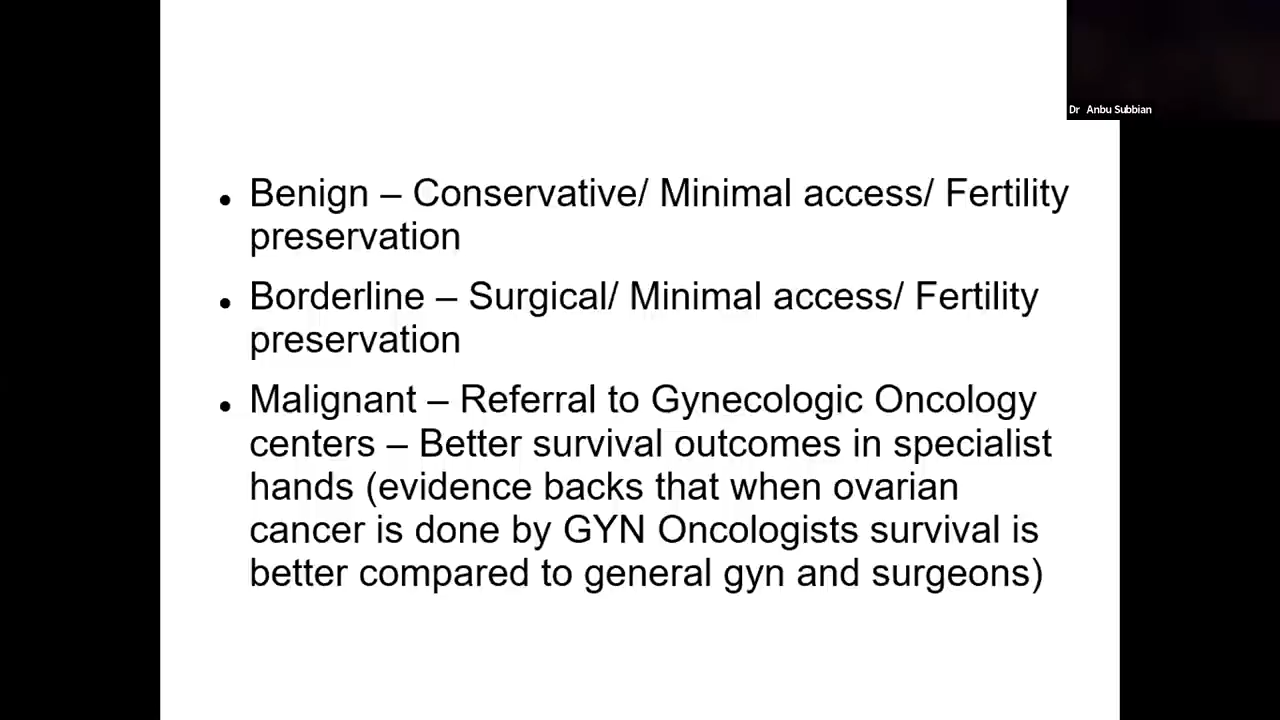 Dr Anbu Subbian
• Benign – Conservative/ Minimal access/ Fertility
preservation
• Borderline – Surgical/ Minimal access/ Fertility
preservation
• Malignant – Referral to Gynecologic Oncology
centers – Better survival outcomes in specialist
hands (evidence backs that when ovarian
cancer is done by GYN Oncologists survival is
better compared to general gyn and surgeons)